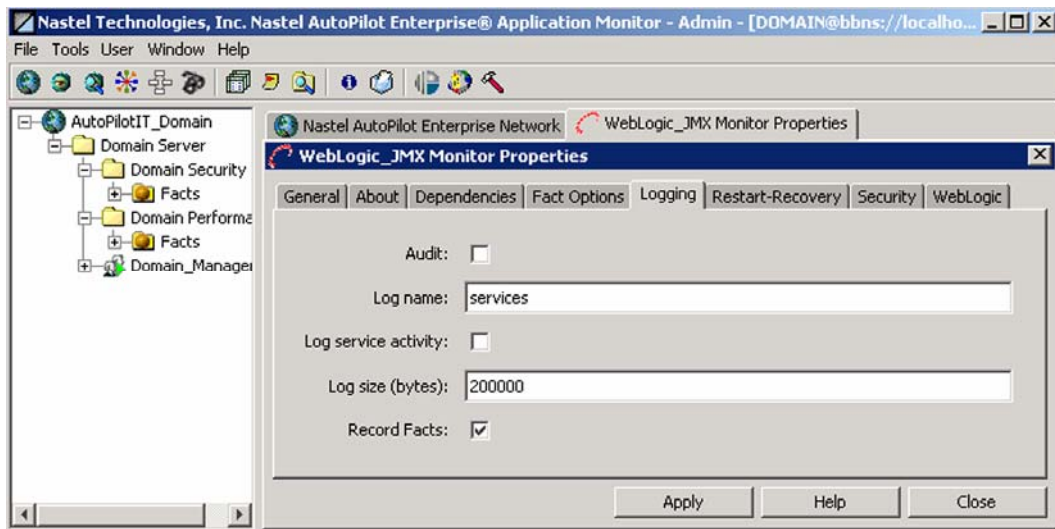 Nastel Technologies, Inc. Nastel AutoPilot Enterprise® Application Monitor - Admin - [DOMAIN@bbns://localho...
File Tools User Window Help
AutoPilotIT_Domain
Domain Server
Domain Security
Facts
Domain Performa
Facts
Domain_Manager
Nastel AutoPilot Enterprise Network
WebLogic_JMX Monitor Properties
WebLogic_JMX Monitor Properties
General About Dependencies Fact Options Logging Restart-Recovery Security WebLogic
Audit:
Log name: services
Log service activity:
Log size (bytes): 200000
Record Facts:
Apply Help Close